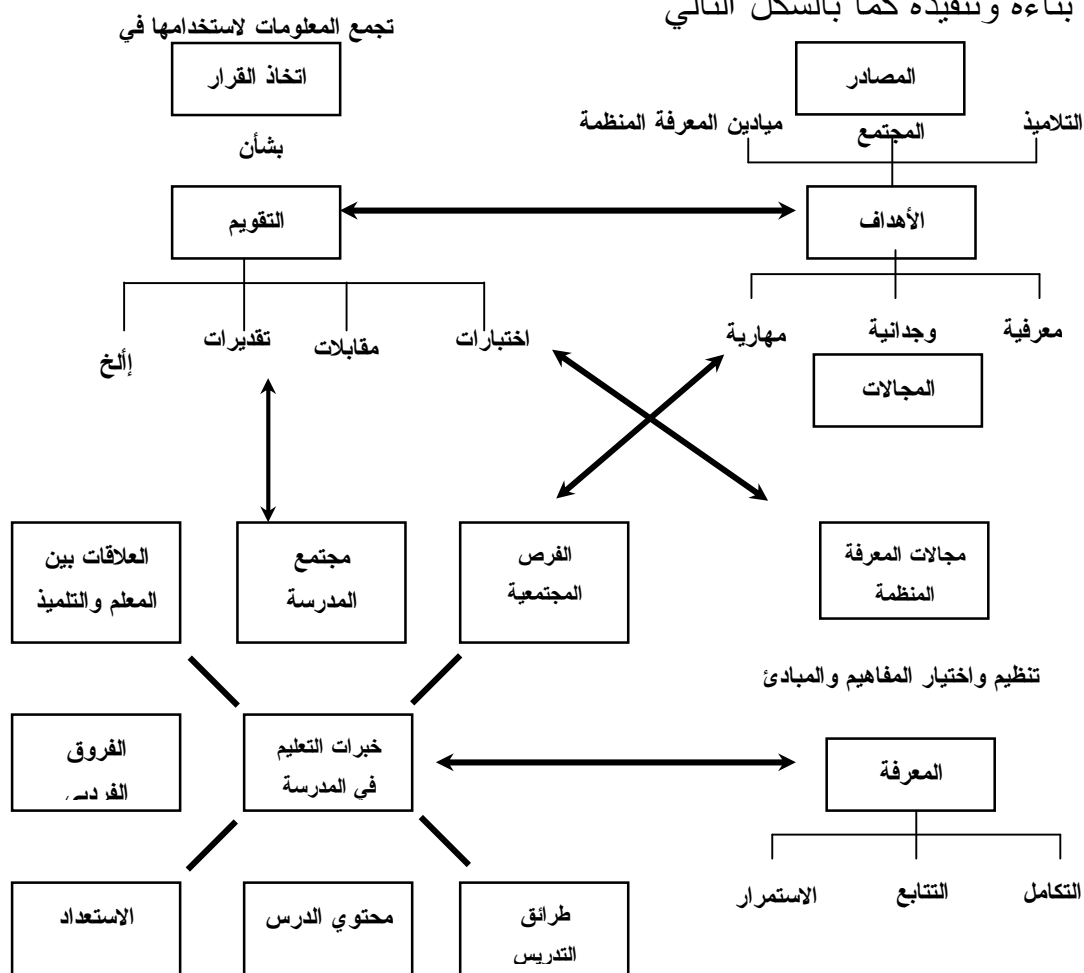 بناءه وتنفيذه كما بالشكل التالي
تجمع المعلومات لاستخدامها في
المصادر
اتخاذ القرار
التلاميذ
المجتمع
ميادين المعرفة المنظمة
بشأن
الأهداف
التقويم
معرفية
وجدانية
مهارية
اختبارات
مقابلات
تقديرات
إألخ
المجالات
مجالات المعرفة
المنظمة
الفرص
المجتمعية
مجتمع
المدرسة
العلاقات بين
المعلم والتلميذ
تنظيم واختيار المفاهيم والمبادئ
المعرفة
خبرات التعليم
في المدرسة
الفروق
التكامل
التتابع
الاستمرار
طرائق
التدريس
محتوي الدرس
الاستعداد